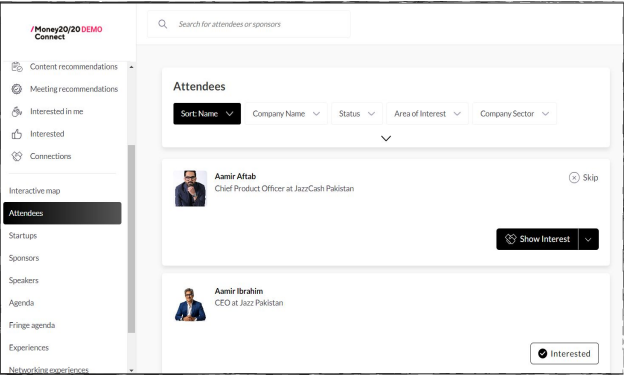 /Money20/20 DEMO
Connect
Search for attendees or sponsors
Content recommendations
Meeting recommendations
Interested in me
Interested
Connections
Interactive map
Attendees
Startups
Sponsors
Speakers
Agenda
Fringe agenda
Experiences
Networking experiences
Attendees
Sort: Name
Company Name
Status
Area of Interest
Company Sector
Aamir Aftab
Chief Product Officer at JazzCash Pakistan
Skip
Show Interest
Aamir Ibrahim
CEO at Jazz Pakistan
Interested